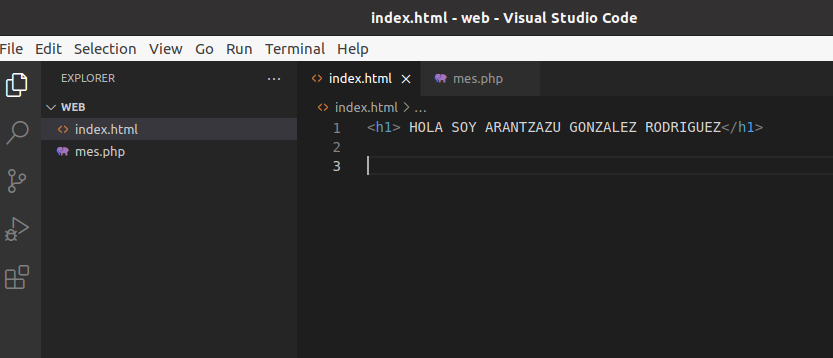 index.html - web - Visual Studio Code
File Edit Selection View Go Run Terminal Help
EXPLORER ...
index.html mes.php
WEB
index.html > ...
index.html
mes.php
1 <h1> HOLA SOY ARANTZAZU GONZALEZ RODRIGUEZ</h1>
2
3